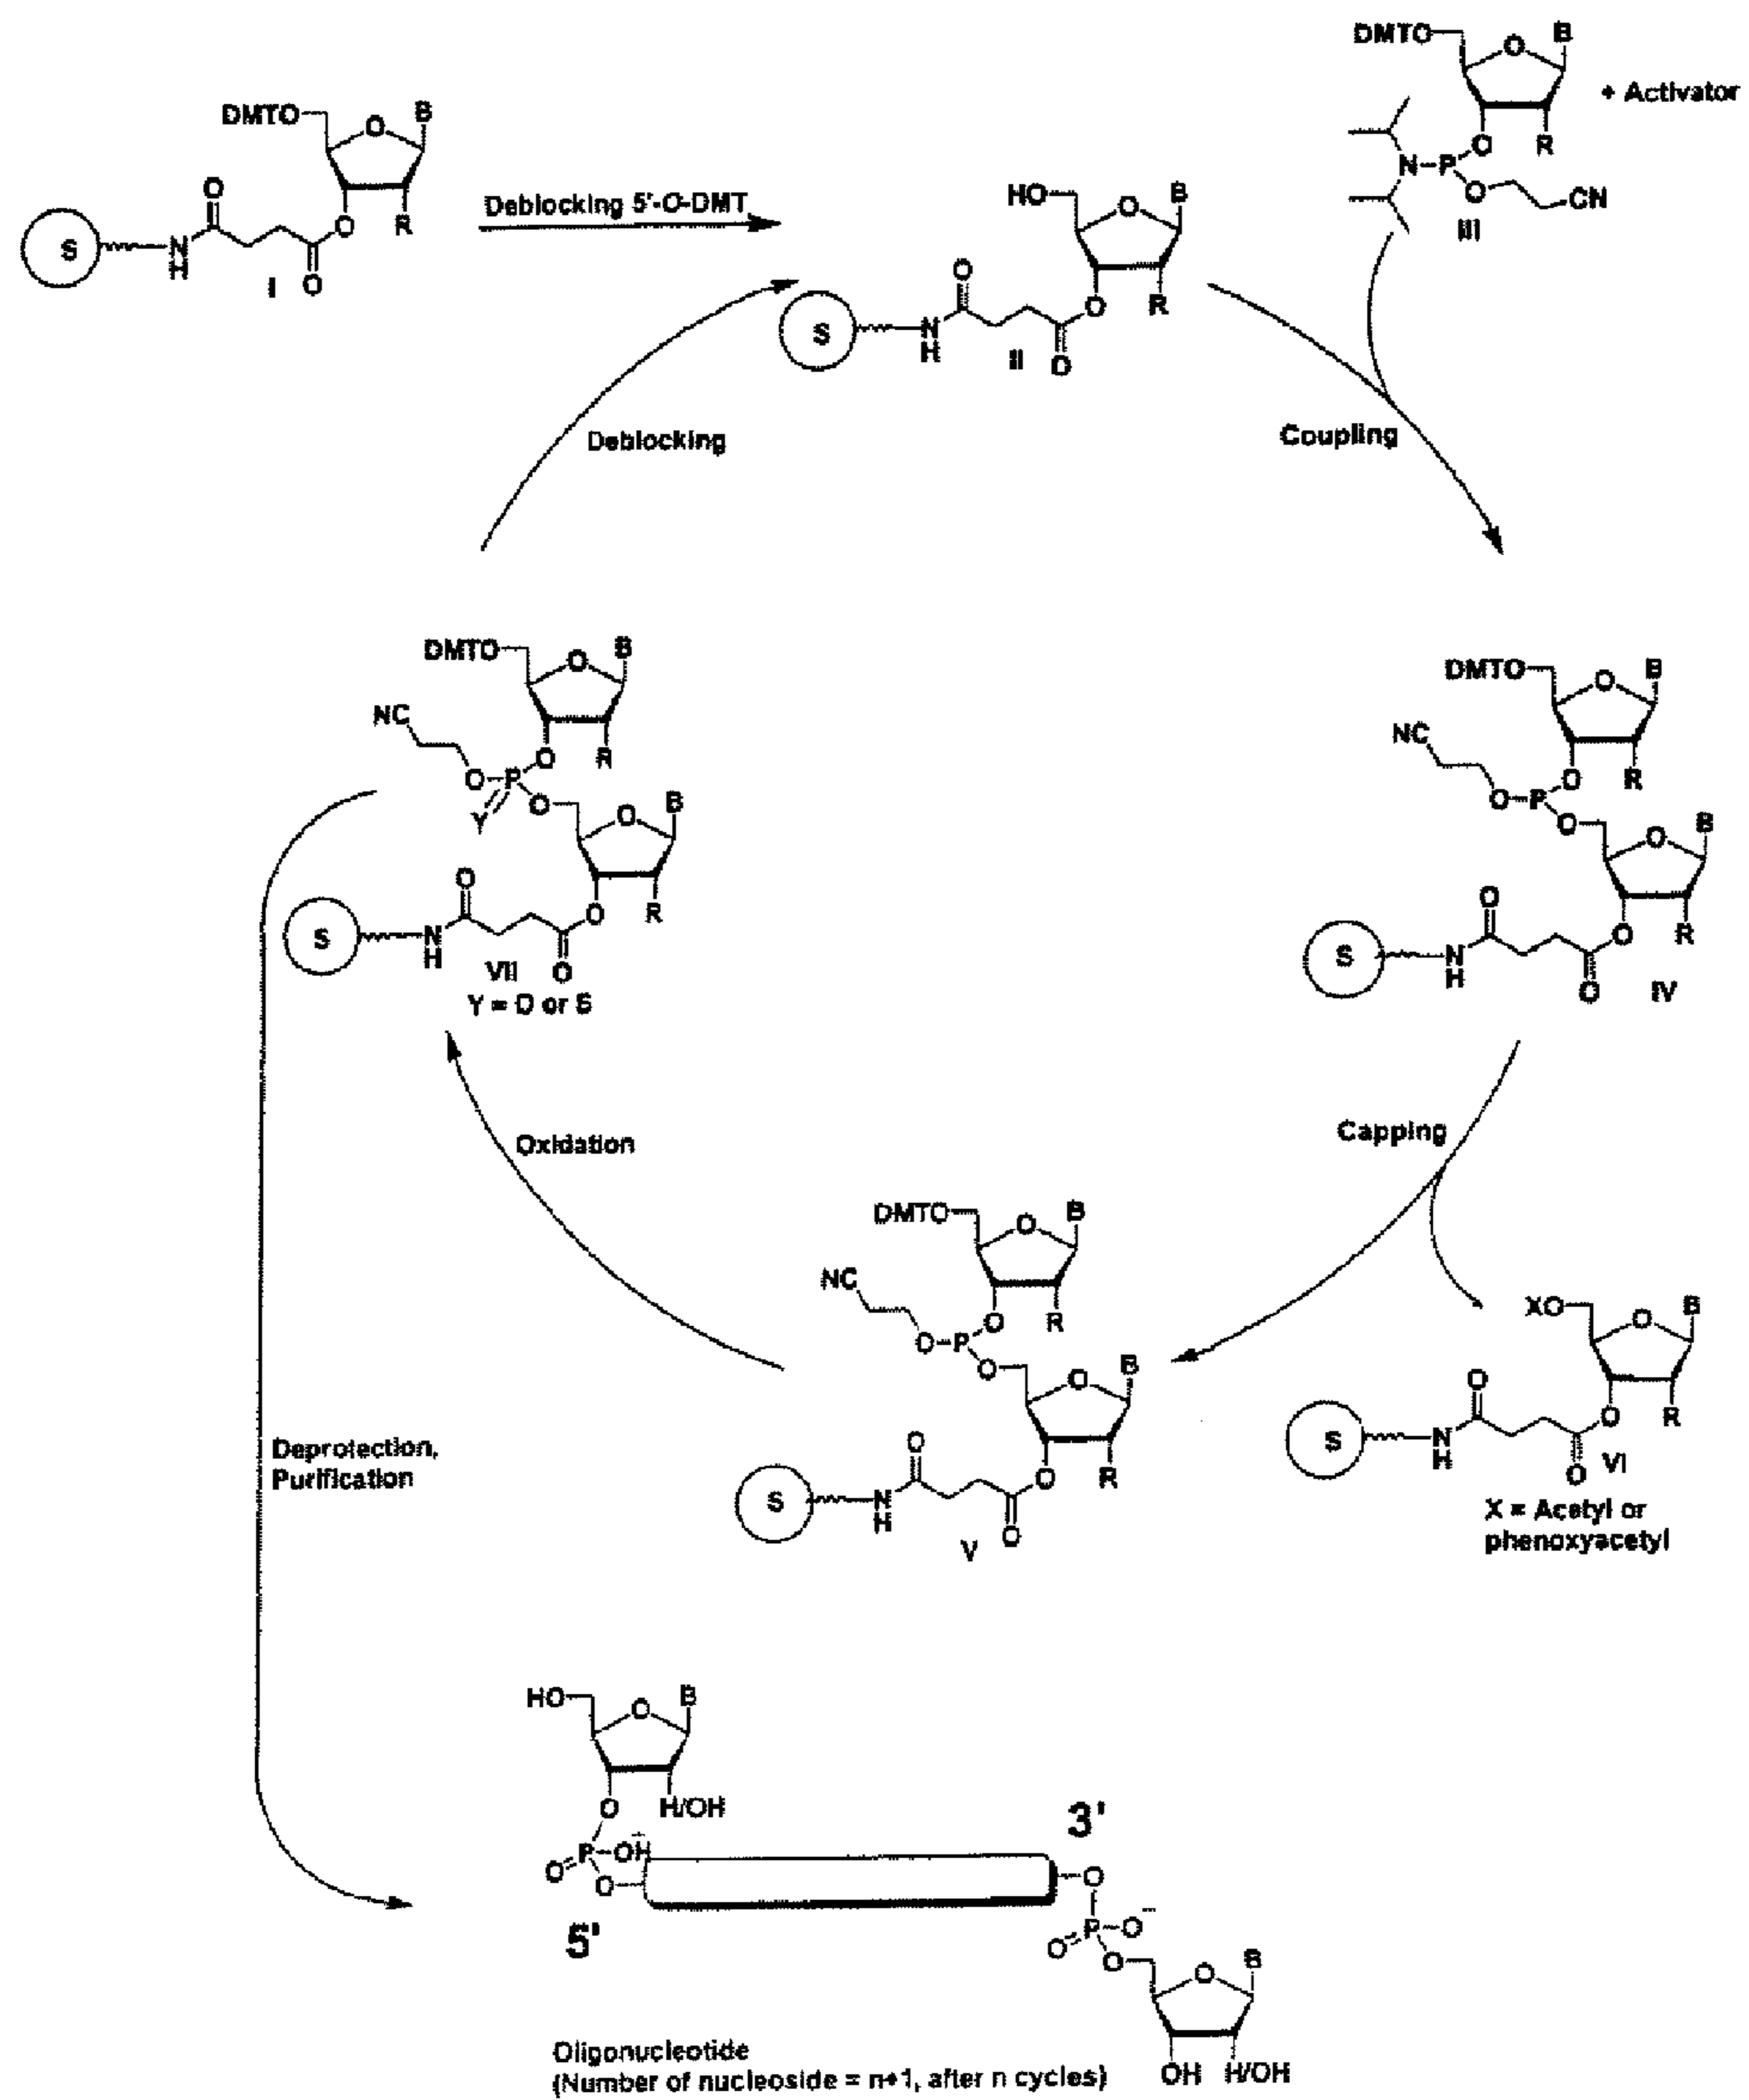 DMTO
O
B
O
S
N
H
O
O
R
I
Deblocking 5'-O-DMT
HO
O
B
O
S
N
H
O
O
R
II
DMTO
O
B
+ Activator
O
R
N
P
O
CN
III
Deblocking
Coupling
DMTO
O
B
NC
O
R
O
P
Y
O
O
B
O
S
N
H
O
O
R
VII
Y = O or S
DMTO
O
B
NC
O
R
O
P
O
O
B
O
S
N
H
O
O
R
IV
Oxidation
Capping
DMTO
O
B
NC
O
R
O
P
O
O
B
O
S
N
H
O
O
R
V
XO
O
B
O
S
N
H
O
O
R
VI
X = Acetyl or
phenoxyacetyl
Deprotection,
Purification
HO
O
B
O
H/OH
P
OH
O
O
5'
3'
O
P
O-
O
O
O
B
OH
H/OH
Oligonucleotide
(Number of nucleoside = n+1, after n cycles)